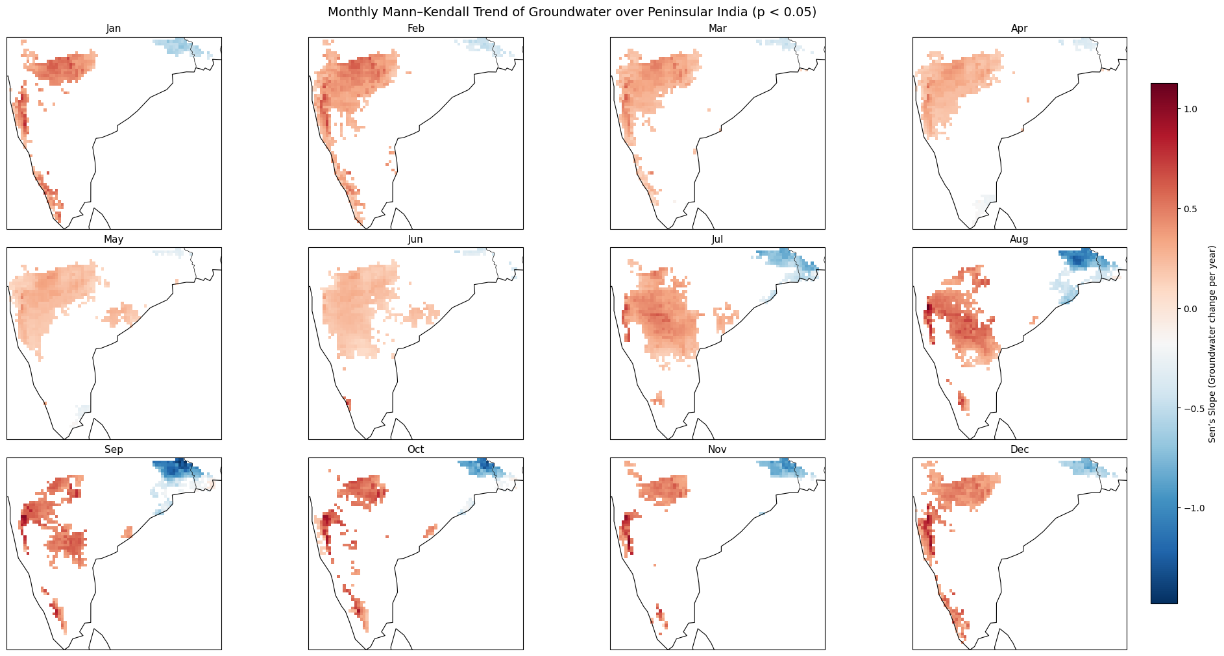 Monthly Mann–Kendall Trend of Groundwater over Peninsular India (p < 0.05)
Jan
Feb
Mar
Apr
May
Jun
Jul
Aug
Sep
Oct
Nov
Dec
1.0
0.5
0.0
−0.5
−1.0
Sen's Slope (Groundwater change per year)